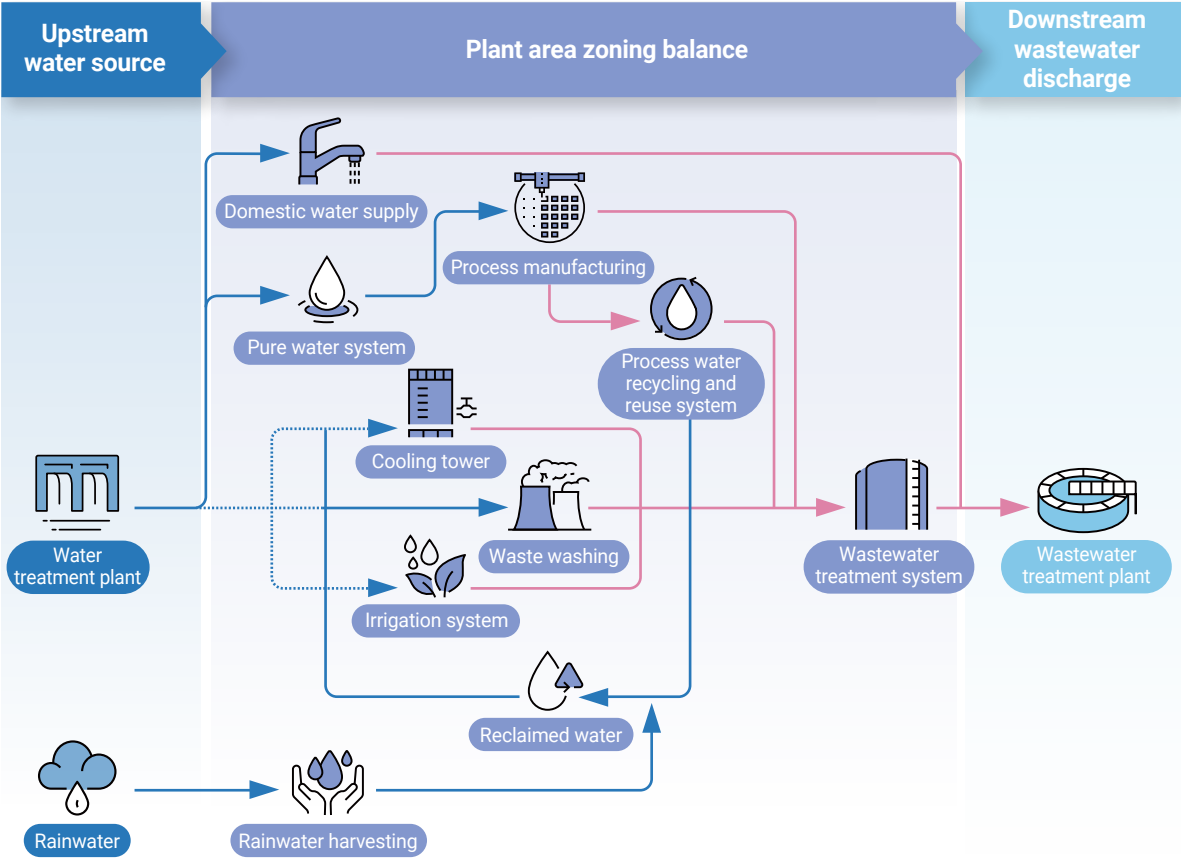 Upstream
water source
Plant area zoning balance
Downstream
wastewater
discharge
Domestic water supply
Process manufacturing
Pure water system
Process water
recycling and
reuse system
Cooling tower
Water
treatment plant
Waste washing
Wastewater
treatment system
Wastewater
treatment plant
Irrigation system
Reclaimed water
Rainwater
Rainwater harvesting